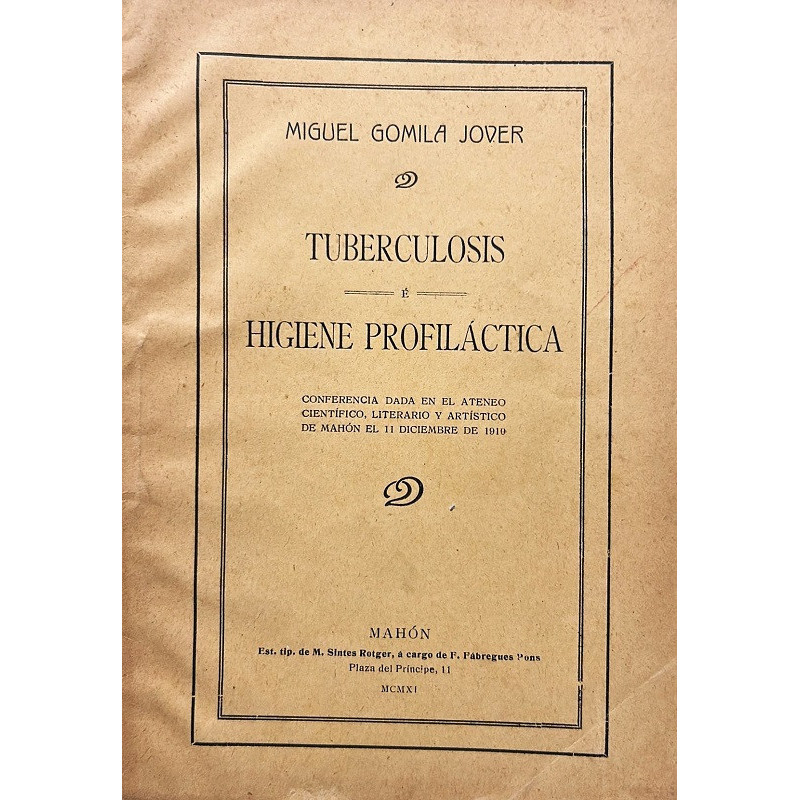 MIGUEL GOMILA JOVER
TUBERCULOSIS
É
HIGIENE PROFILÁCTICA
CONFERENCIA DADA EN EL ATENEO
CIENTÍFICO, LITERARIO Y ARTÍSTICO
DE MAHÓN EL 11 DICIEMBRE DE 1910
MAHÓN
Est. tip. de M. Sintes Rotger, á cargo de F. Fábregues Pons
Plaza del Príncipe, 11
MCMXI